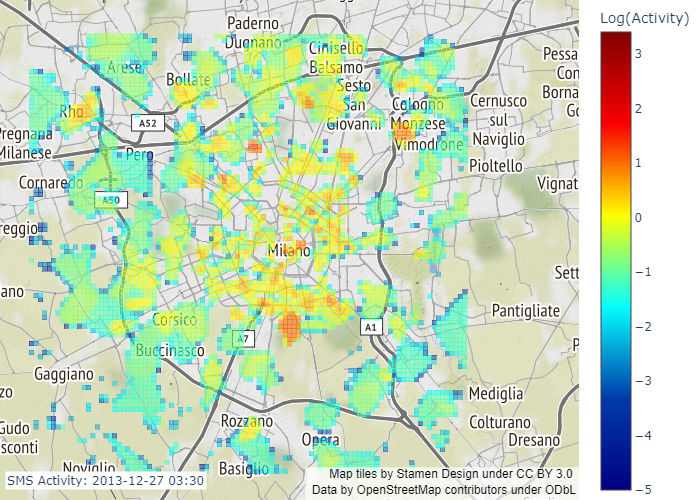 Log(Activity)
Paderno
Dugnano
Cinisello
Balsamo
Arese
Bollate
Sesto
San
Giovanni
Cologno
Monzese
Cernusco
sul
Naviglio
Pessa
Con
Borna
Go
Rho
A52
Pregnana
Milanese
Pero
Vimodrone
Pioltello
Cornaredo
A50
Vignat
reggio
Milano
Sett
ano
Corsico
Buccinasco
A7
A1
Pantigliate
P
Gaggiano
zo
Mediglia
Gudo
sconti
Rozzano
Opera
Colturano
Dresano
Noviglio
Basiglio
SMS Activity: 2013-12-27 03:30
Map tiles by Stamen Design under CC BY 3.0
Data by OpenStreetMap contributors under ODbL
3
2
1
0
−1
−2
−3
−4
−5